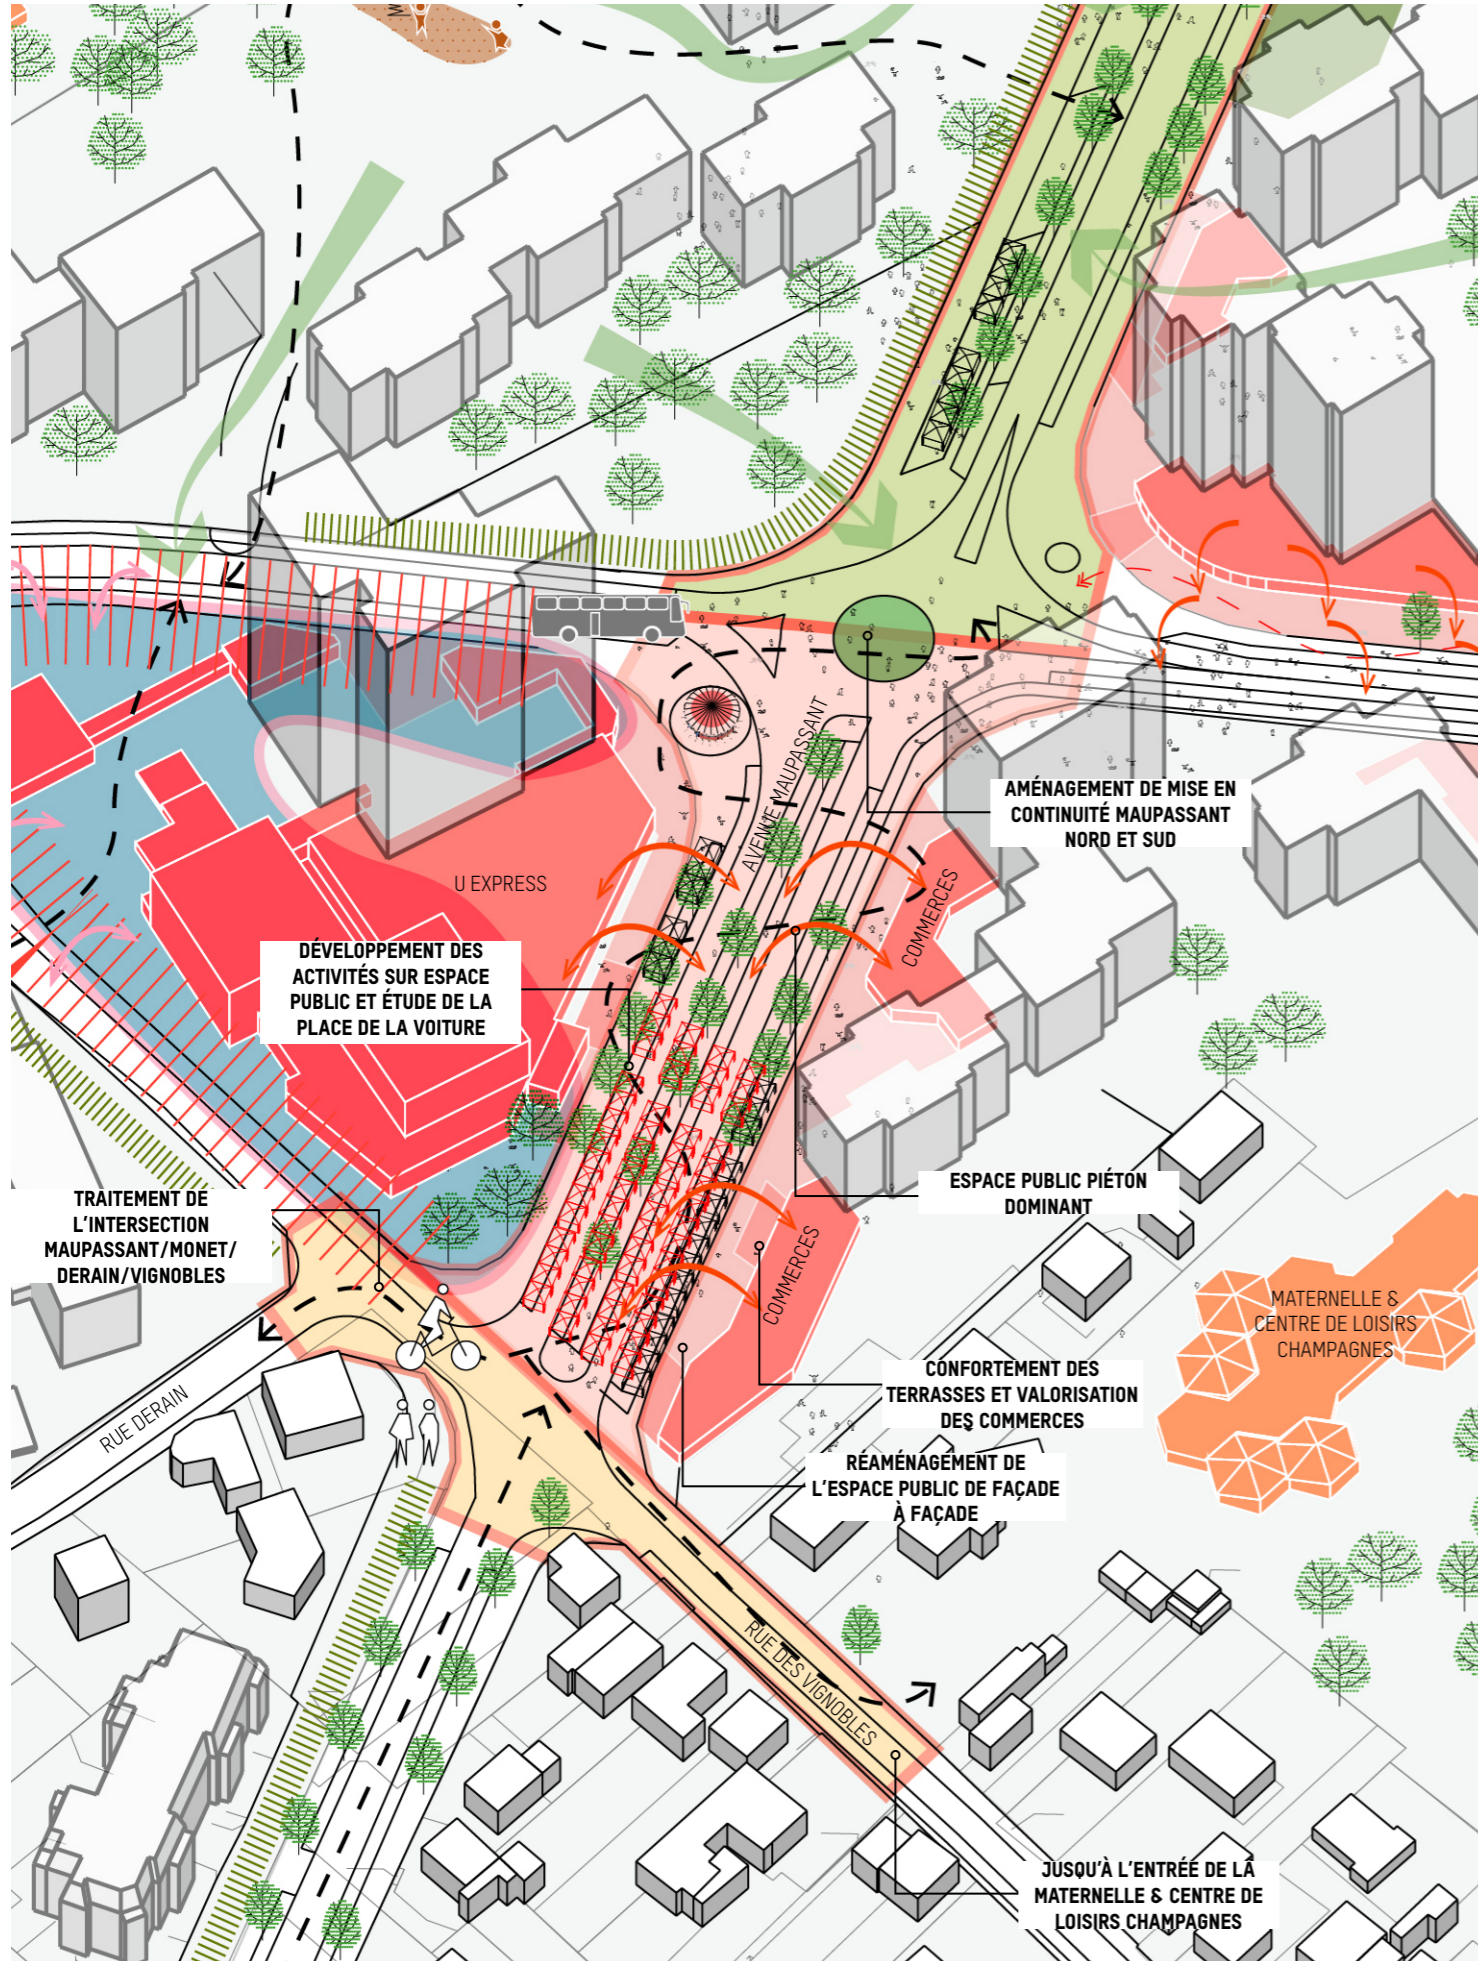 M
AVENUE MAUPASSANT
AMÉNAGEMENT DE MISE EN
CONTINUITÉ MAUPASSANT
NORD ET SUD
U EXPRESS
COMMERCES
DÉVELOPPEMENT DES
ACTIVITÉS SUR ESPACE
PUBLIC ET ÉTUDE DE LA
PLACE DE LA VOITURE
ESPACE PUBLIC PIÉTON
DOMINANT
TRAITEMENT DE
L'INTERSECTION
MAUPASSANT/MONET/
DERAIN/VIGNOBLES
COMMERCES
MATERNELLE &
CENTRE DE LOISIRS
CHAMPAGNES
CONFORTEMENT DES
TERRASSES ET VALORISATION
DES COMMERCES
RUE DERAIN
RÉAMÉNAGEMENT DE
L'ESPACE PUBLIC DE FAÇADE
À FAÇADE
RUE DES VIGNOBLES
JUSQU'À L'ENTRÉE DE LA
MATERNELLE & CENTRE DE
LOISIRS CHAMPAGNES